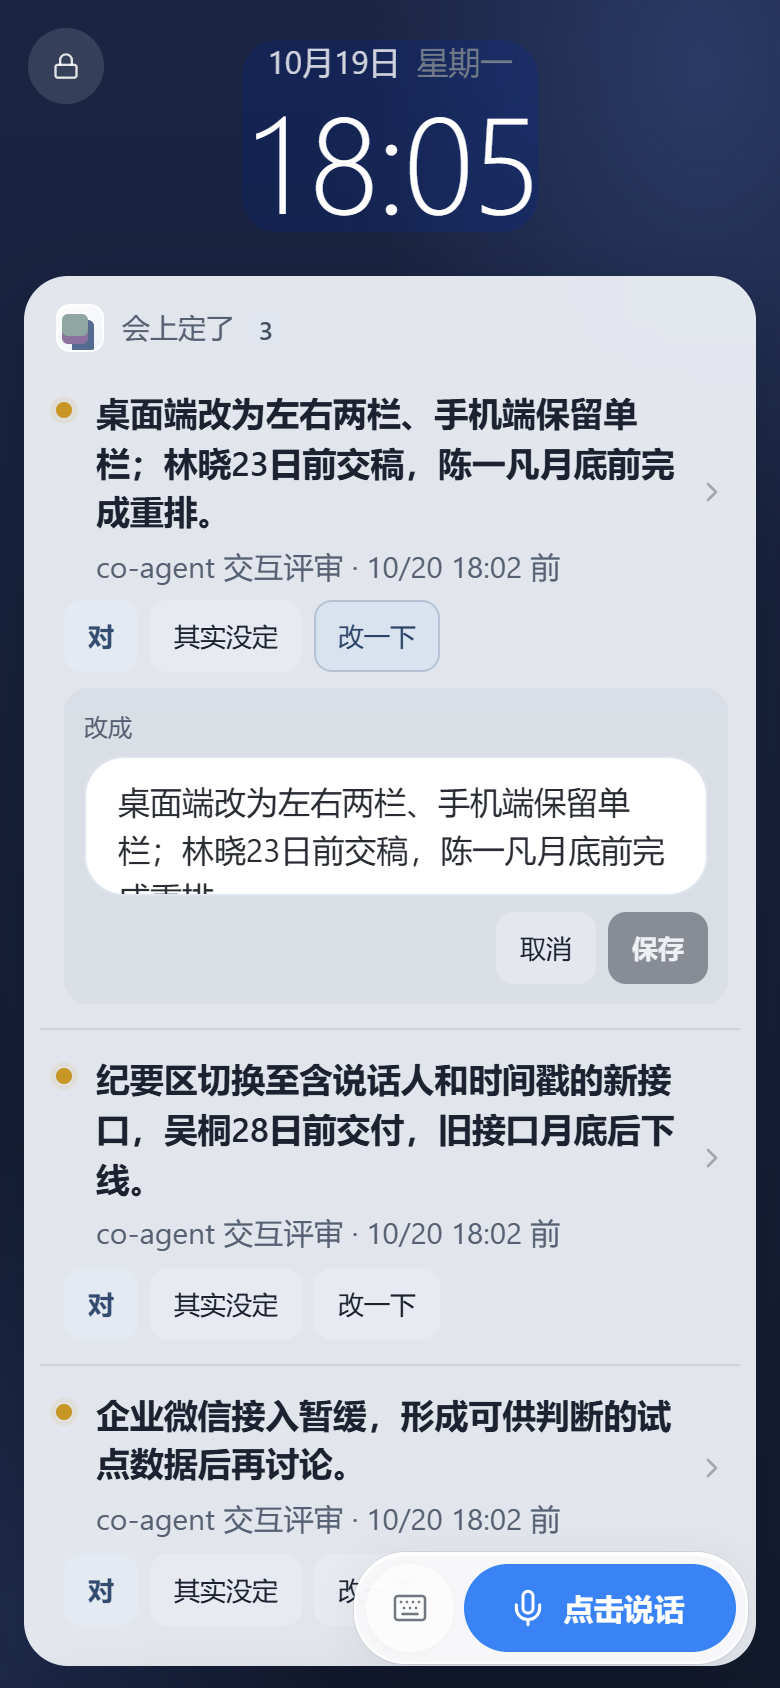 10月19日 星期一
18:05
会上定了 3
桌面端改为左右两栏、手机端保留单
栏；林晓23日前交稿，陈一凡月底前完
成重排。
co-agent 交互评审 · 10/20 18:02 前
对 其实没定 改一下
改成
桌面端改为左右两栏、手机端保留单
栏；林晓23日前交稿，陈一凡月底前完
成重排
取消 保存
纪要区切换至含说话人和时间戳的新接
口，吴桐28日前交付，旧接口月底后下
线。
co-agent 交互评审 · 10/20 18:02 前
对 其实没定 改一下
企业微信接入暂缓，形成可供判断的试
点数据后再讨论。
co-agent 交互评审 · 10/20 18:02 前
对 其实没定 改
点击说话